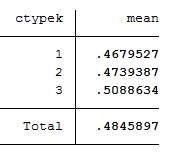 ctypek mean
1 .4679527
2 .4739387
3 .5088634
Total .4845897